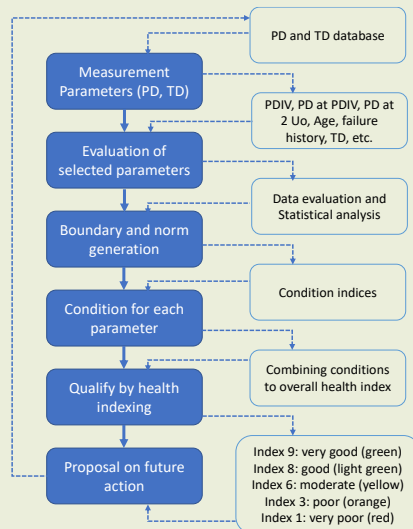 PD and TD database
Measurement
Parameters (PD, TD)
PDIV, PD at PDIV, PD at
2 Uo, Age, failure
history, TD, etc.
Evaluation of
selected parameters
Data evaluation and
Statistical analysis
Boundary and norm
generation
Condition indices
Condition for each
parameter
Combining conditions
to overall health index
Qualify by health
indexing
Index 9: very good (green)
Index 8: good (light green)
Index 6: moderate (yellow)
Index 3: poor (orange)
Index 1: very poor (red)
Proposal on future
action